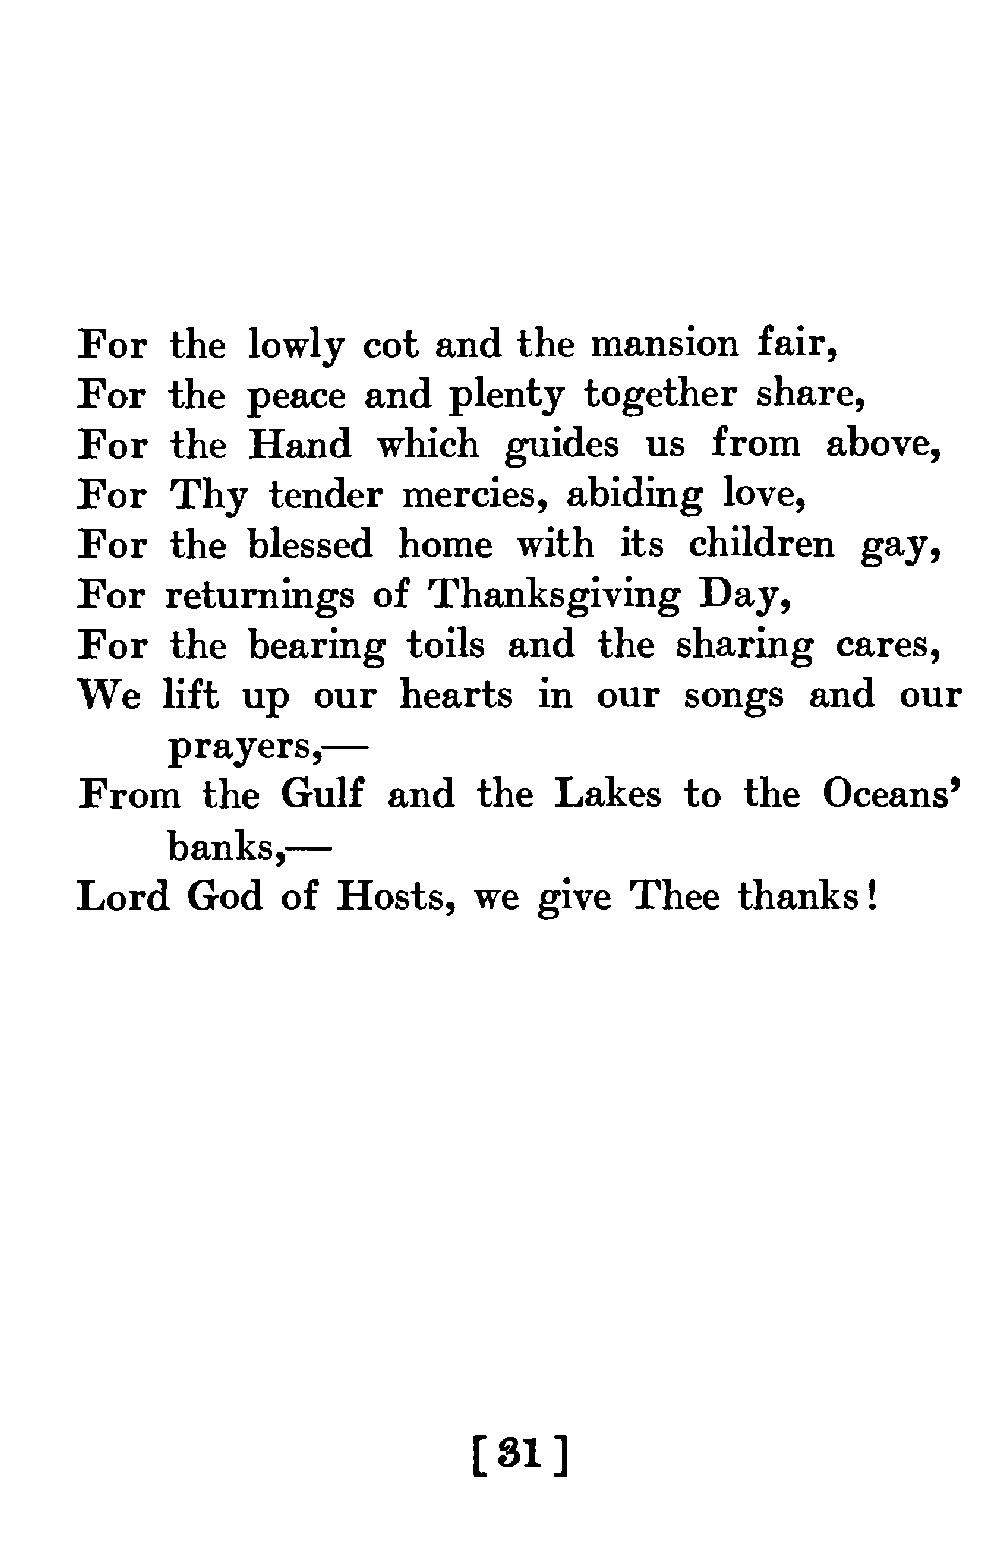 For the lowly cot and the mansion fair,
For the peace and plenty together share,
For the Hand which guides us from above,
For Thy tender mercies, abiding love,
For the blessed home with its children gay,
For returnings of Thanksgiving Day,
For the bearing toils and the sharing cares,
We lift up our hearts in our songs and our
prayers,—
From the Gulf and the Lakes to the Oceans'
banks,—
Lord God of Hosts, we give Thee thanks!
[31]